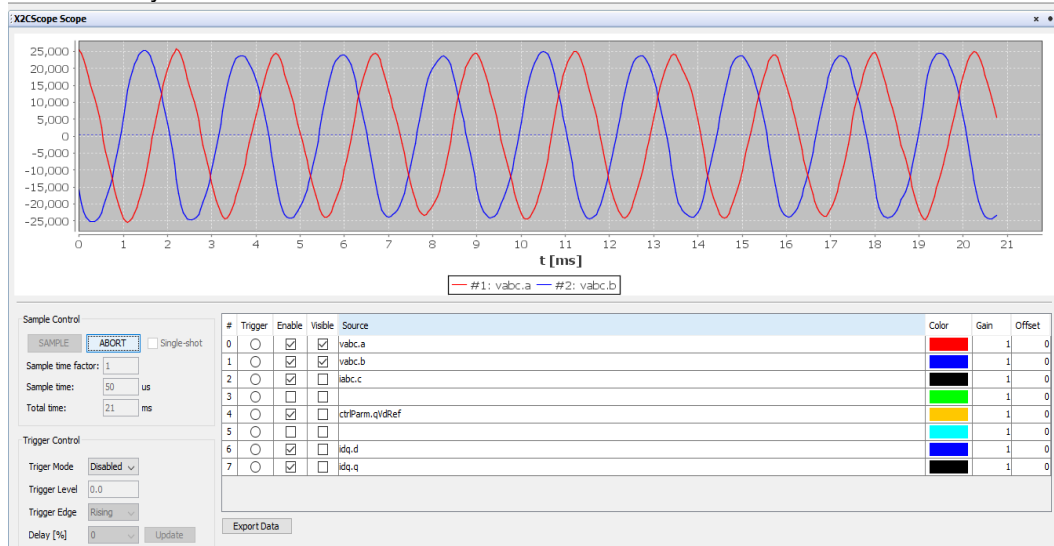 X2CScope Scope
25,000
20,000
15,000
10,000
5,000
0
-5,000
-10,000
-15,000
-20,000
-25,000
0 1 2 3 4 5 6 7 8 9 10 11 12 13 14 15 16 17 18 19 20 21
t [ms]
#1: vabc.a #2: vabc.b
Sample Control
SAMPLE ABORT Single-shot
Sample time factor: 1
Sample time: 50 us
Total time: 21 ms
Trigger Control
Triger Mode Disabled
Trigger Level 0.0
Trigger Edge Rising
Delay [%] 0 Update
# Trigger Enable Visible Source Color Gain Offset
0 vabc.a 1 0
1 vabc.b 1 0
2 iabc.c 1 0
3 1 0
4 ctrlParm.qVdRef 1 0
5 1 0
6 idq.d 1 0
7 idq.q 1 0
Export Data